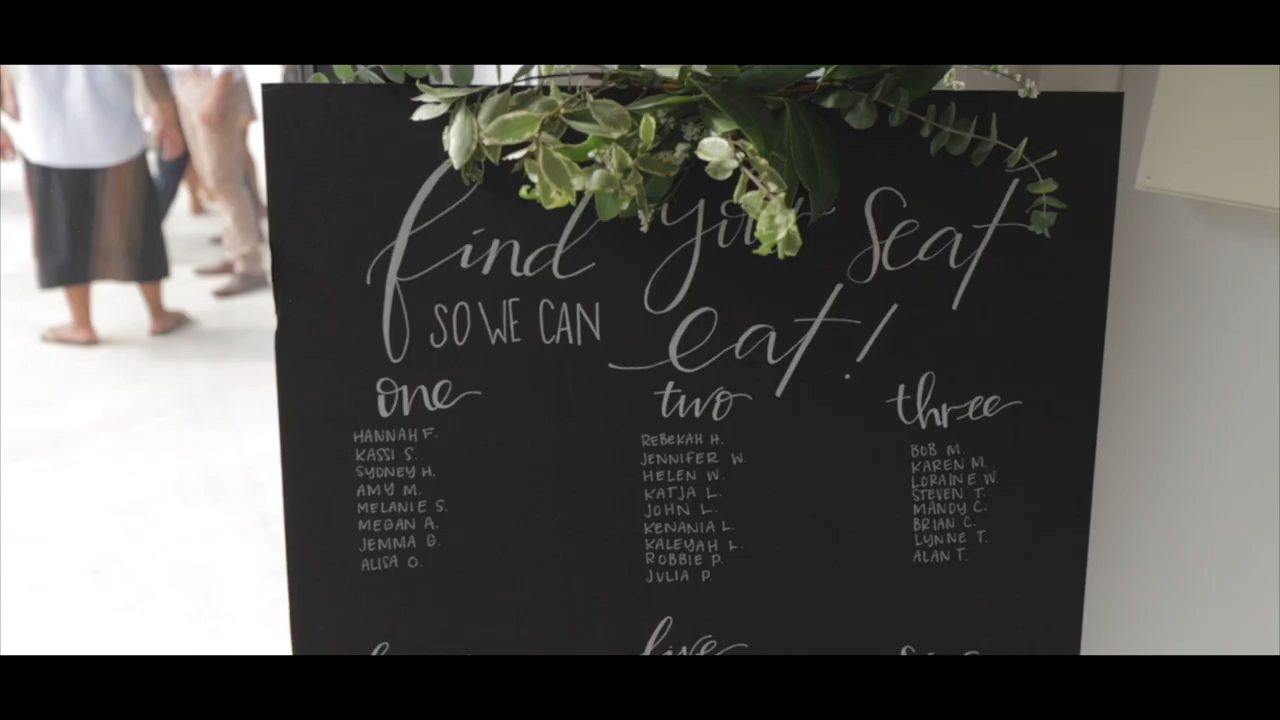 find your seat
SO WE CAN eat!
one
HANNAH F.
KASSI S.
SYDNEY H.
AMY M.
MELANIE S.
MEGAN A.
JEMMA G.
ALISA O.
two
REBEKAH H.
JENNIFER W.
HELEN W.
KATJA L.
JOHN L.
KENANIA L.
KALEYAH L.
ROBBIE P.
JULIA P.
three
BOB M.
KAREN M.
LORAINE W.
STEVEN T.
MANDY C.
BRIAN C.
LYNNE T.
ALAN T.
five